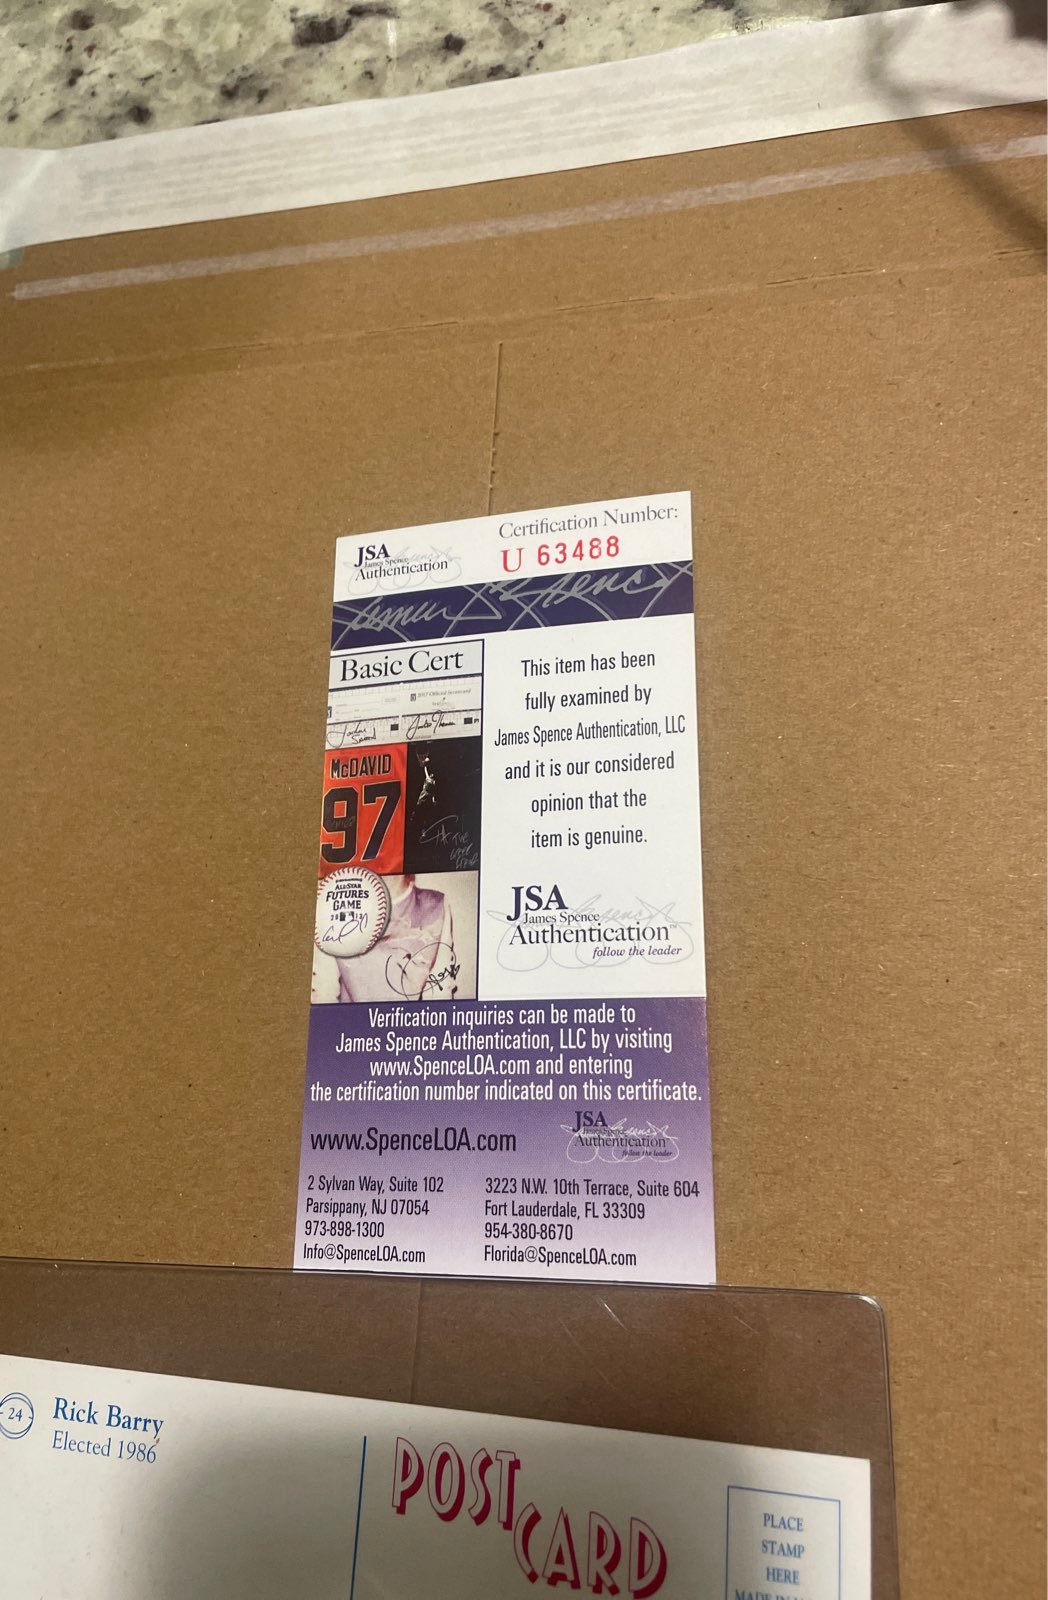 JSA
James Spence
Authentication
Certification Number:
U 63488
Basic Cert
McDAVID
97
ALL-STAR
FUTURES
GAME
This item has been
fully examined by
James Spence Authentication, LLC
and it is our considered
opinion that the
item is genuine.
JSA
James Spence
Authentication™
follow the leader
Verification inquiries can be made to
James Spence Authentication, LLC by visiting
www.SpenceLOA.com and entering
the certification number indicated on this certificate.
www.SpenceLOA.com
JSA
James Spence
Authentication
follow the leader
2 Sylvan Way, Suite 102
Parsippany, NJ 07054
973-898-1300
Info@SpenceLOA.com
3223 N.W. 10th Terrace, Suite 604
Fort Lauderdale, FL 33309
954-380-8670
Florida@SpenceLOA.com
24
Rick Barry
Elected 1986
POST
CARD
PLACE
STAMP
HERE
MADE IN